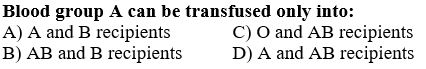 Blood group A can be transfused only into:
A) A and B recipients C) O and AB recipients
B) AB and B recipients D) A and AB recipients